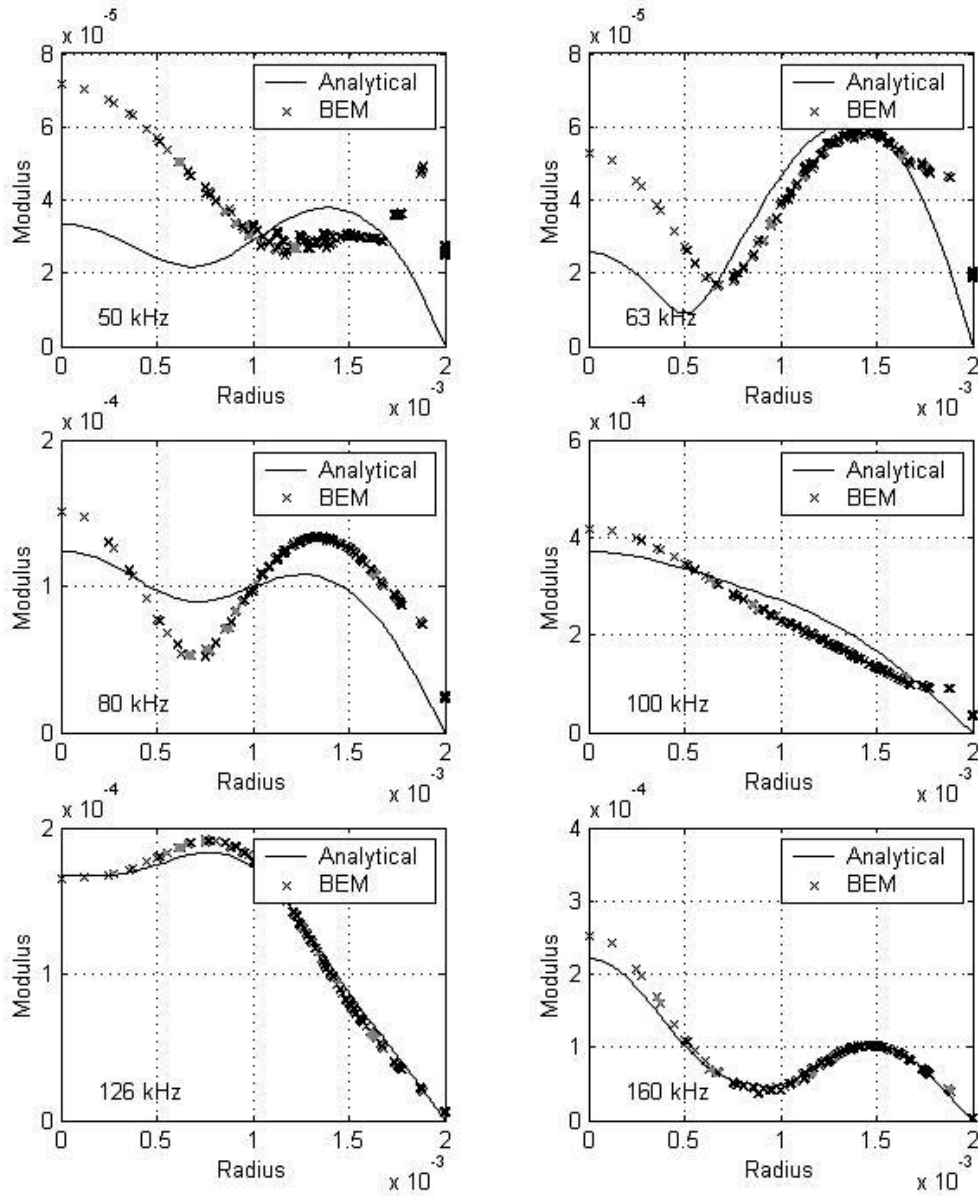 x 10-5
8
6
4
2
0
Modulus
Analytical
BEM
50 kHz
0 0.5 1 1.5 2
Radius
x 10-3
x 10-5
8
6
4
2
0
Modulus
Analytical
BEM
63 kHz
0 0.5 1 1.5 2
Radius
x 10-3
x 10-4
2
1
0
Modulus
Analytical
BEM
80 kHz
0 0.5 1 1.5 2
Radius
x 10-3
x 10-4
6
4
2
0
Modulus
Analytical
BEM
100 kHz
0 0.5 1 1.5 2
Radius
x 10-3
x 10-4
2
1
0
Modulus
Analytical
BEM
126 kHz
0 0.5 1 1.5 2
Radius
x 10-3
x 10-4
4
3
2
1
0
Modulus
Analytical
BEM
160 kHz
0 0.5 1 1.5 2
Radius
x 10-3